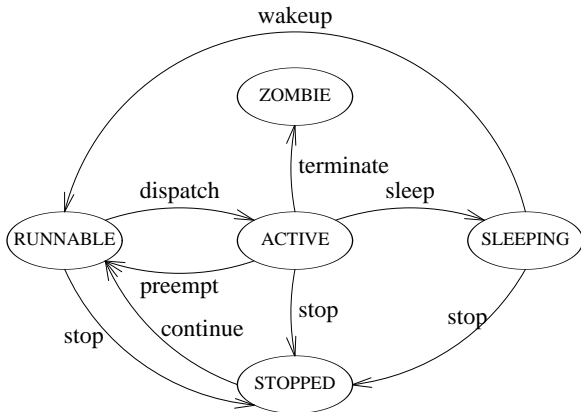 wakeup
ZOMBIE
terminate
dispatch
sleep
RUNNABLE
ACTIVE
SLEEPING
preempt
stop
continue
stop
stop
STOPPED